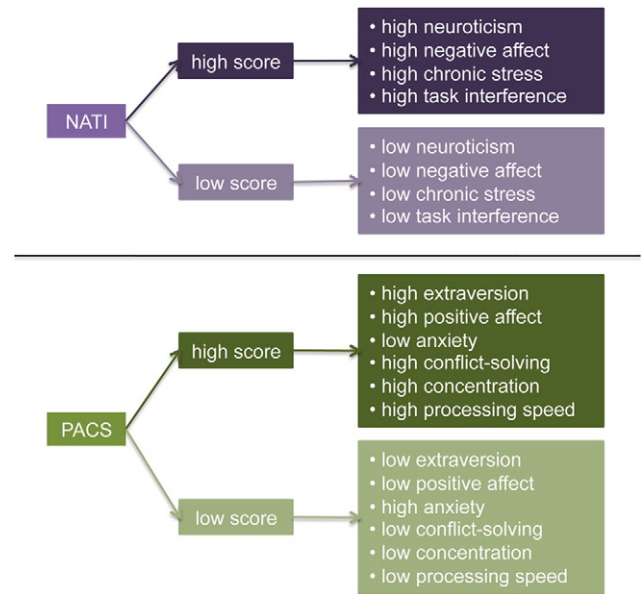 NATI
high score
• high neuroticism
• high negative affect
• high chronic stress
• high task interference
low score
• low neuroticism
• low negative affect
• low chronic stress
• low task interference
PACS
high score
• high extraversion
• high positive affect
• low anxiety
• high conflict-solving
• high concentration
• high processing speed
low score
• low extraversion
• low positive affect
• high anxiety
• low conflict-solving
• low concentration
• low processing speed